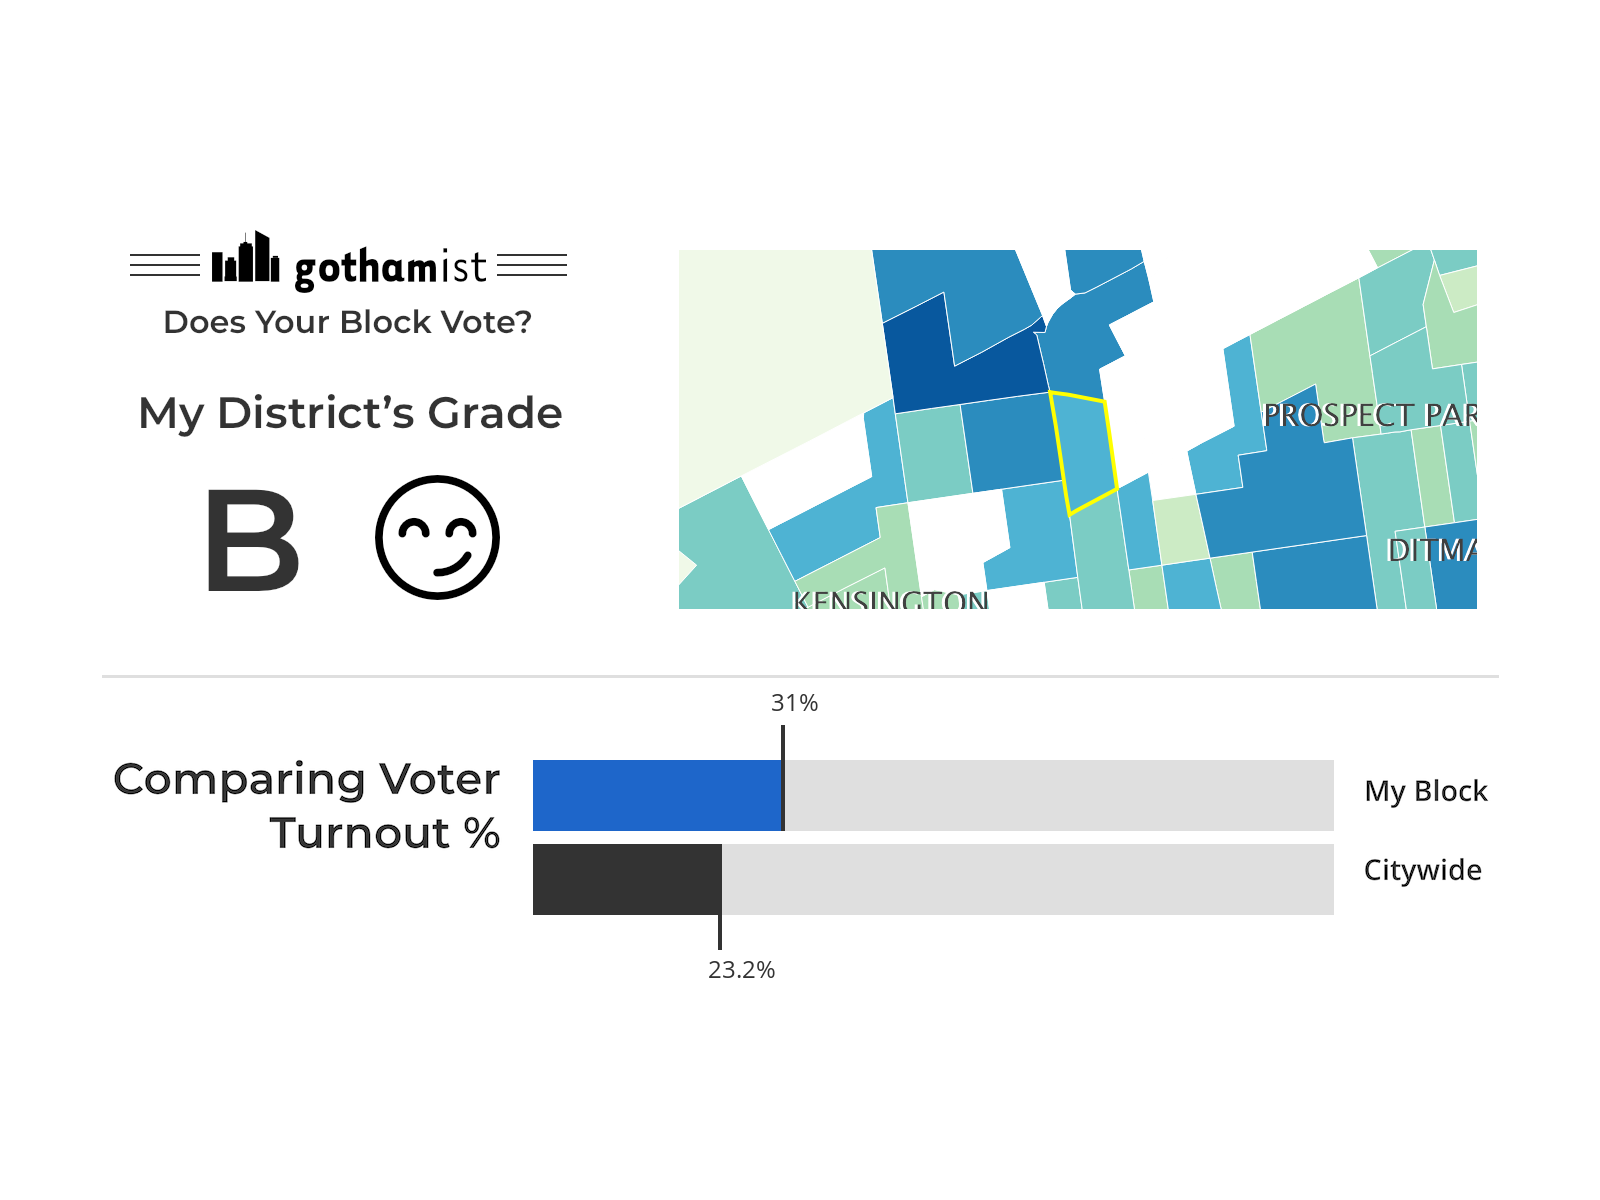 gothamist
Does Your Block Vote?
My District's Grade
B
PROSPECT PAR
DITMA
KENSINGTON
31%
Comparing Voter
Turnout %
My Block
Citywide
23.2%